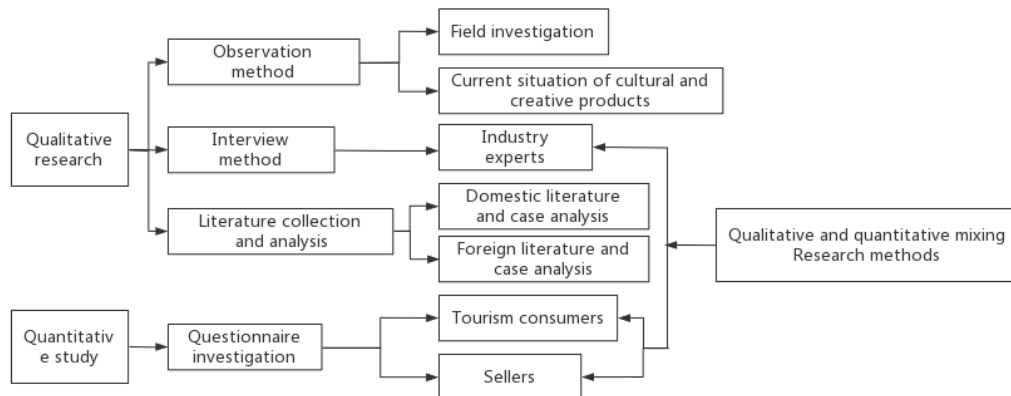 Field investigation
Observation
method
Current situation of cultural and
creative products
Qualitative
research
Interview
method
Industry
experts
Literature collection
and analysis
Domestic literature
and case analysis
Foreign literature and
case analysis
Qualitative and quantitative mixing
Research methods
Quantitativ
e study
Questionnaire
investigation
Tourism consumers
Sellers